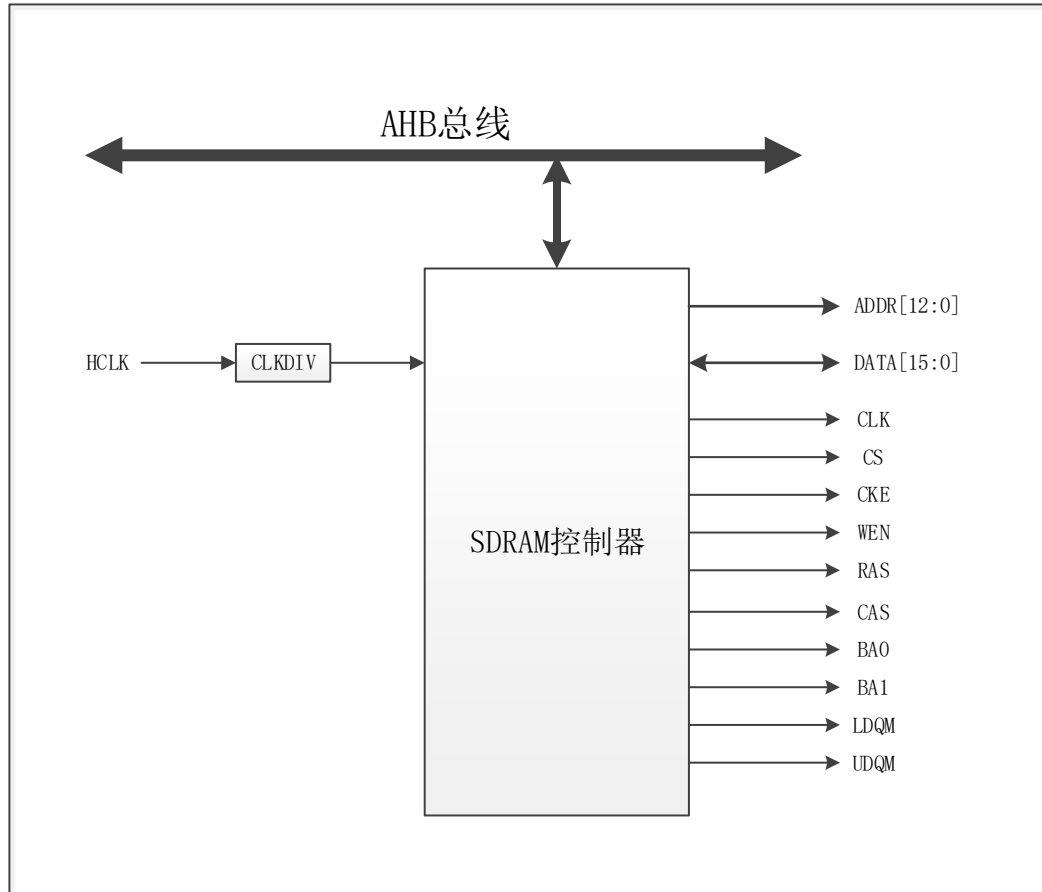 AHB总线
ADDR[12:0]
HCLK
CLKDIV
DATA[15:0]
CLK
CS
CKE
WEN
SDRAM控制器
RAS
CAS
BA0
BA1
LDQM
UDQM